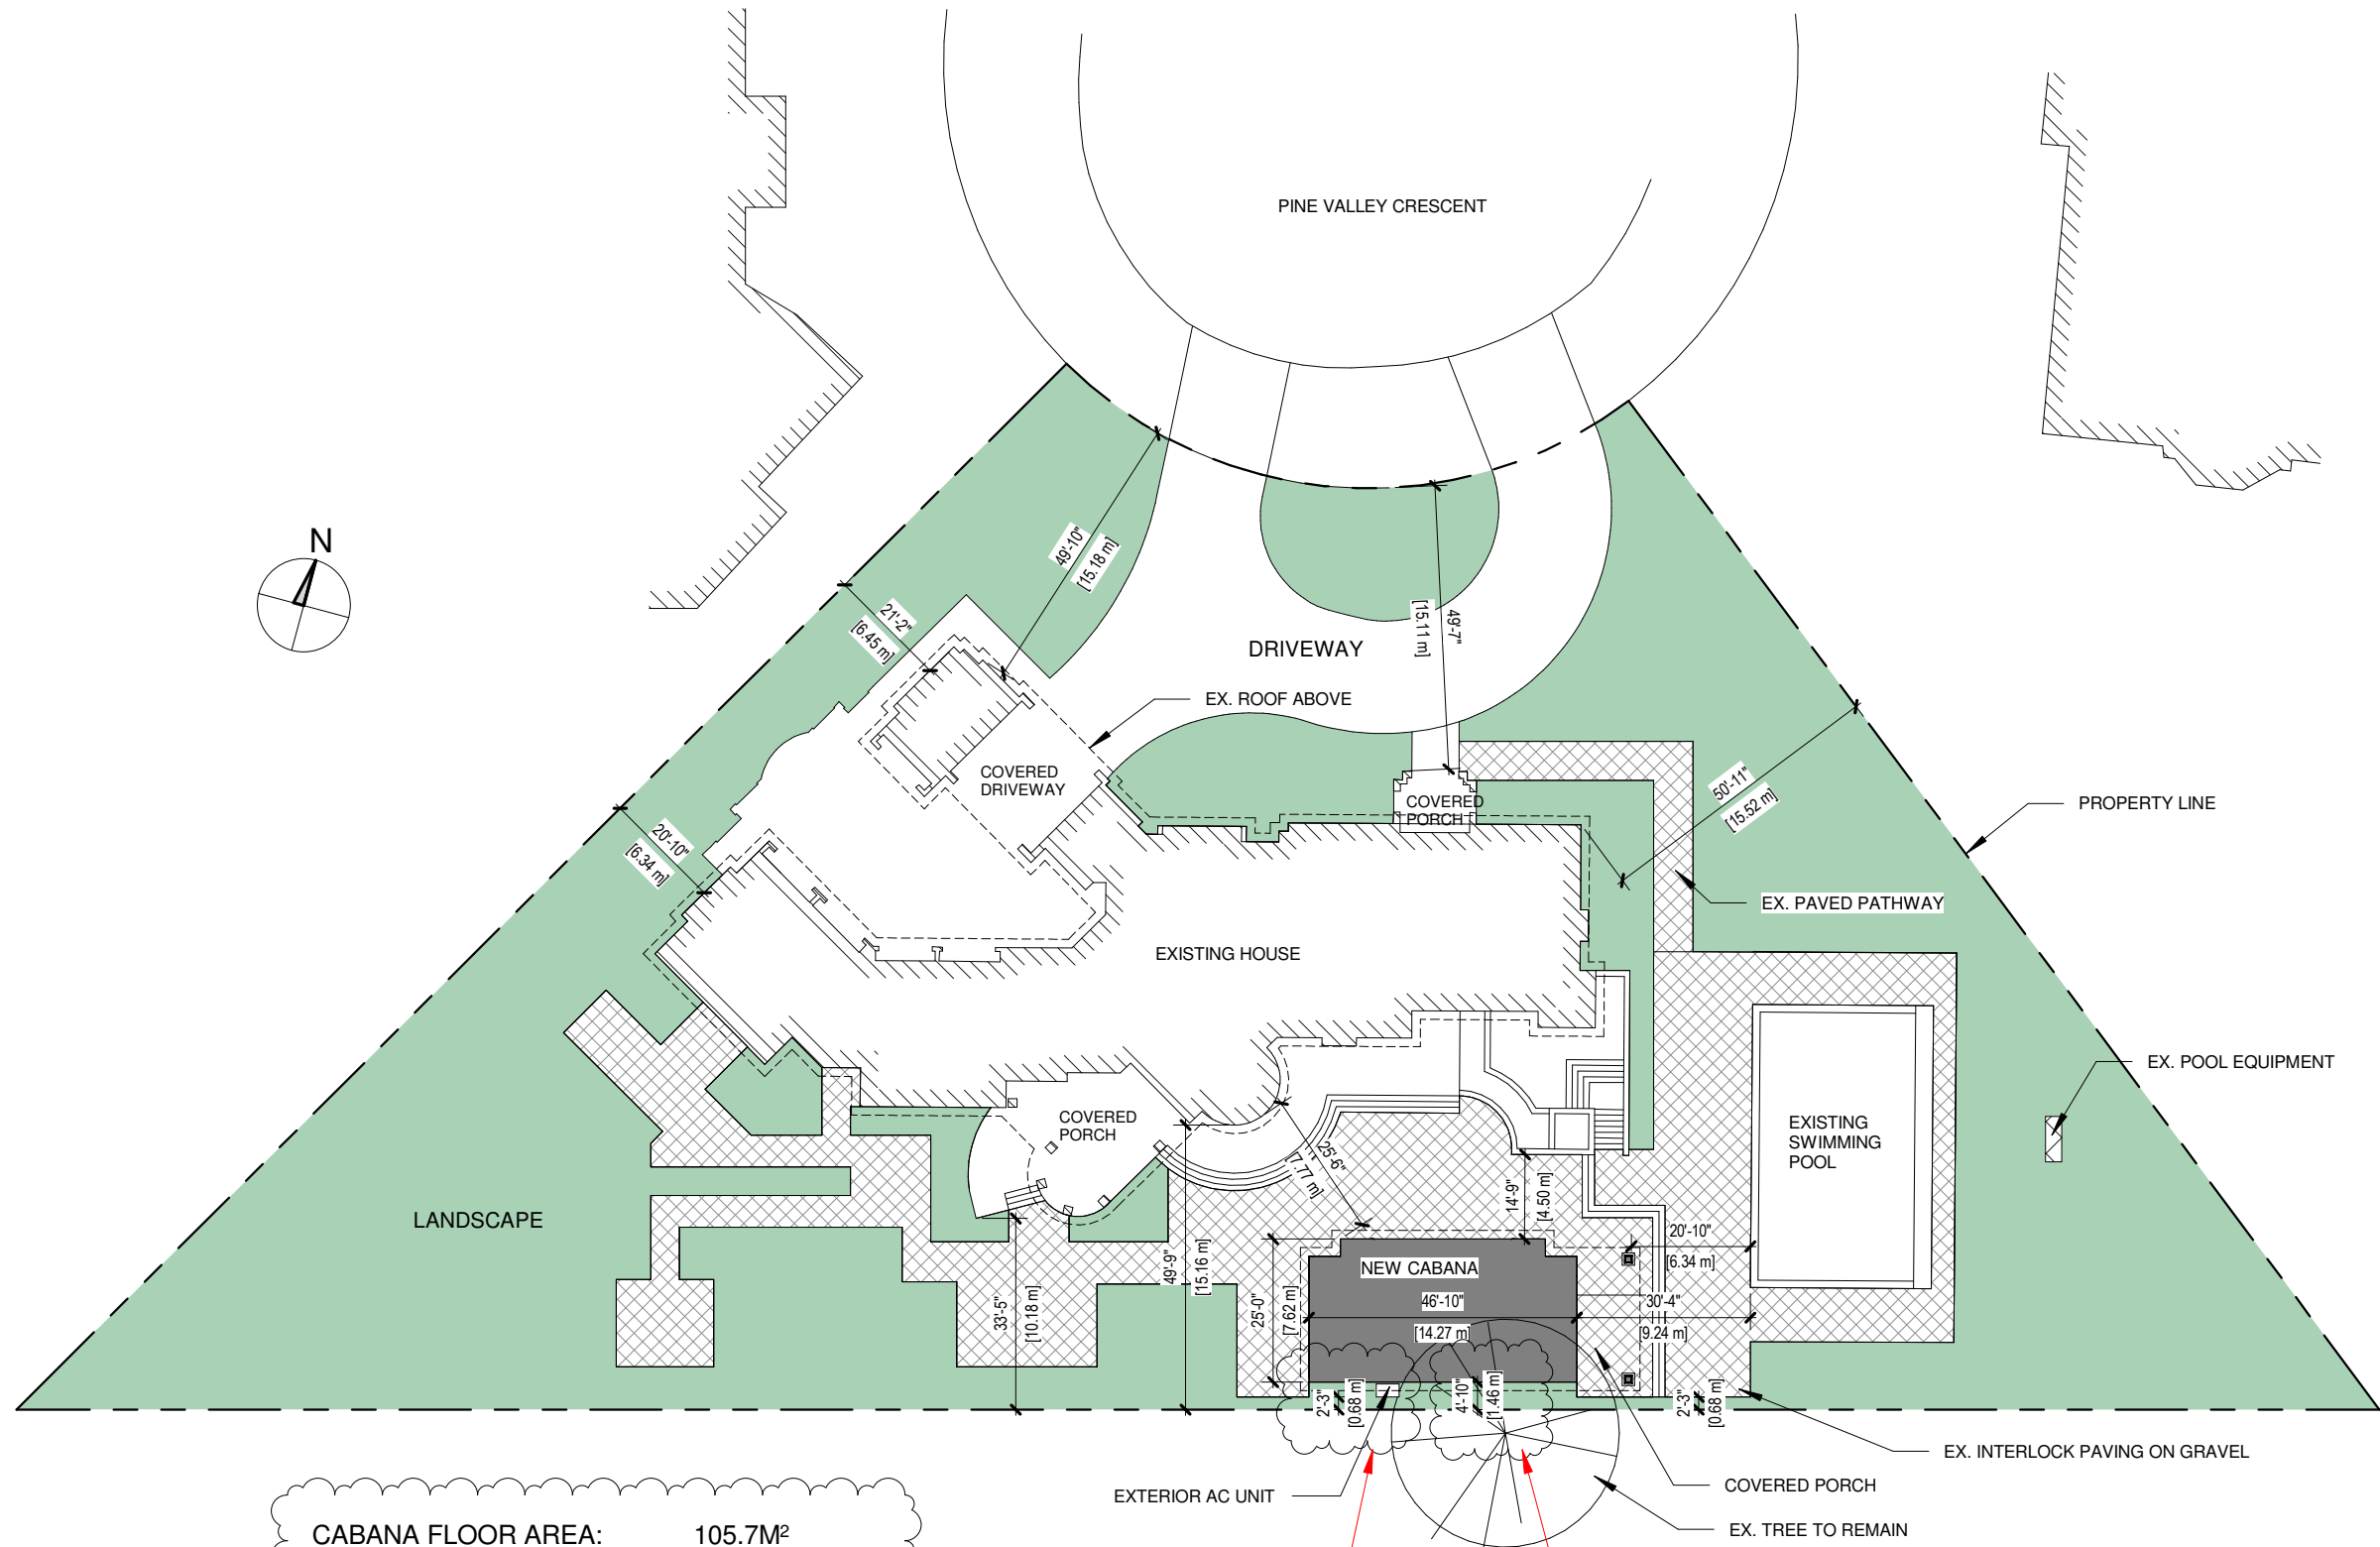 PINE VALLEY CRESCENT
N
49'-10"
[15.18 m]
21'-2"
[6.45 m]
49'-7"
[15.11 m]
DRIVEWAY
EX. ROOF ABOVE
COVERED
DRIVEWAY
COVERED
PORCH
50'-11"
[15.52 m]
PROPERTY LINE
20'-10"
[6.34 m]
EX. PAVED PATHWAY
EXISTING HOUSE
EX. POOL EQUIPMENT
COVERED
PORCH
EXISTING
SWIMMING
POOL
25'-6"
7.77 m]
14'-9"
[4.50 m]
LANDSCAPE
20'-10"
[6.34 m]
49'-9"
[15.16 m]
NEW CABANA
33'-5"
[10.18 m]
25'-0"
[7.62 m]
46'-10"
[14.27 m]
30'-4"
[9.24 m]
2'-3"
[0.68 m]
4'-10"
[1.46 m]
2'-3"
[0.68 m]
EX. INTERLOCK PAVING ON GRAVEL
EXTERIOR AC UNIT
COVERED PORCH
EX. TREE TO REMAIN
CABANA FLOOR AREA: 105.7M²